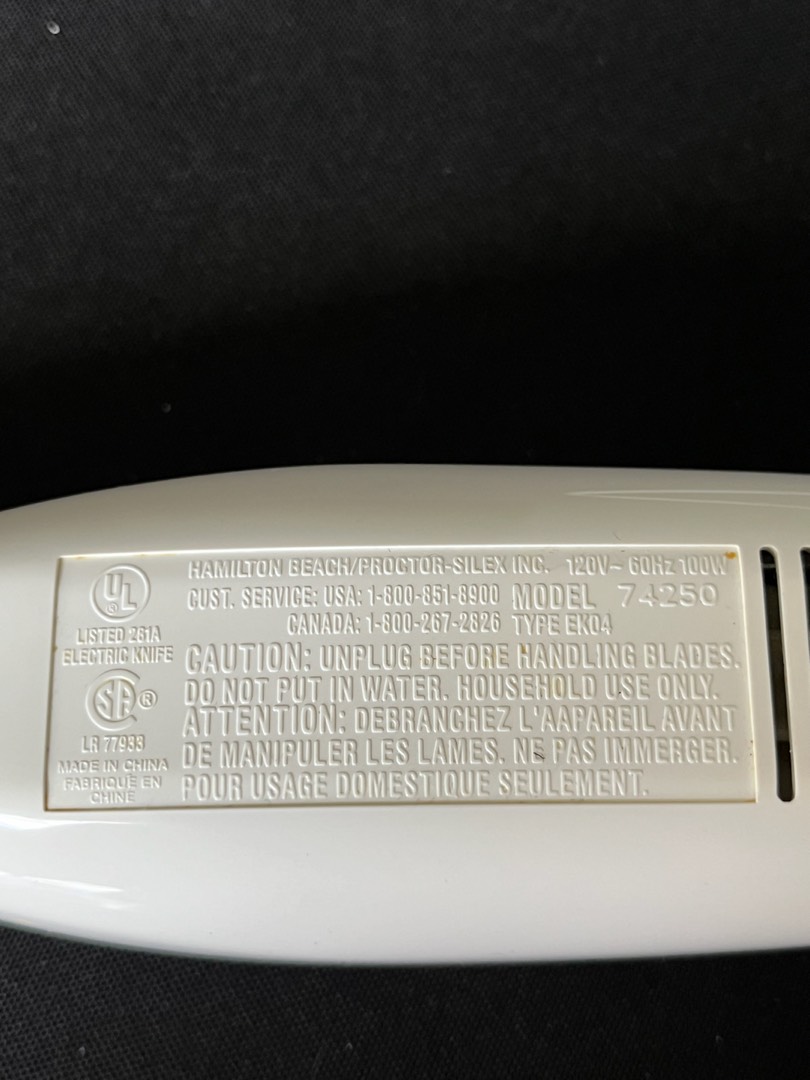 UL
LISTED 261A
ELECTRIC KNIFE
SA ®
LR 77933
MADE IN CHINA
FABRIQUÉ EN
CHINE
HAMILTON BEACH/PROCTOR-SILEX INC. 120V~ 60Hz 100W
CUST. SERVICE: USA: 1-800-851-8900 MODEL 74250
CANADA: 1-800-267-2826 TYPE EK04
CAUTION: UNPLUG BEFORE HANDLING BLADES.
DO NOT PUT IN WATER. HOUSEHOLD USE ONLY.
ATTENTION: DEBRANCHEZ L'AAPAREIL AVANT
DE MANIPULER LES LAMES. NE PAS IMMERGER.
POUR USAGE DOMESTIQUE SEULEMENT.